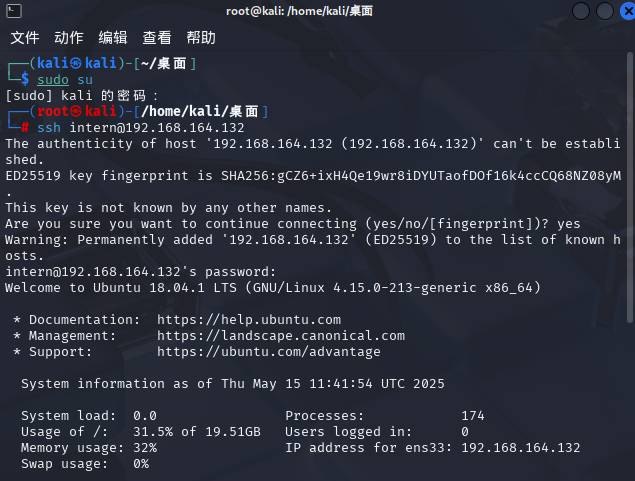 root@kali: /home/kali/桌面
文件 动作 编辑 查看 帮助
┌──(kali㉿kali)-[~/桌面]
└─$ sudo su
[sudo] kali 的密码：
┌──(root㉿kali)-[/home/kali/桌面]
└─# ssh intern@192.168.164.132
The authenticity of host '192.168.164.132 (192.168.164.132)' can't be establi
shed.
ED25519 key fingerprint is SHA256:gCZ6+ixH4Qe19wr8iDYUTaofDOf16k4ccCQ68NZ08yM
.
This key is not known by any other names.
Are you sure you want to continue connecting (yes/no/[fingerprint])? yes
Warning: Permanently added '192.168.164.132' (ED25519) to the list of known h
osts.
intern@192.168.164.132's password:
Welcome to Ubuntu 18.04.1 LTS (GNU/Linux 4.15.0-213-generic x86_64)
* Documentation:  https://help.ubuntu.com
* Management:     https://landscape.canonical.com
* Support:        https://ubuntu.com/advantage
System information as of Thu May 15 11:41:54 UTC 2025
System load:  0.0               Processes:            174
Usage of /:   31.5% of 19.51GB   Users logged in:      0
Memory usage: 32%               IP address for ens33: 192.168.164.132
Swap usage:   0%